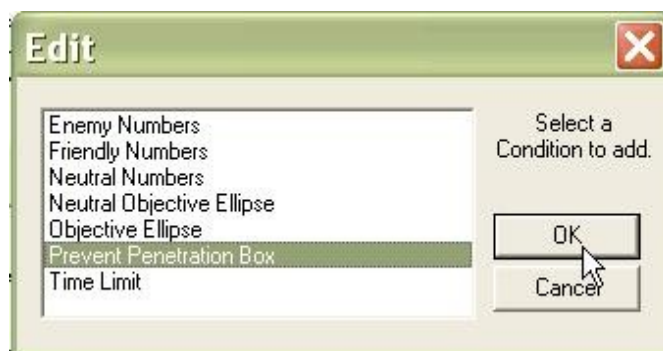 Edit
Enemy Numbers
Friendly Numbers
Neutral Numbers
Neutral Objective Ellipse
Objective Ellipse
Prevent Penetration Box
Time Limit
Select a
Condition to add.
OK
Cancel